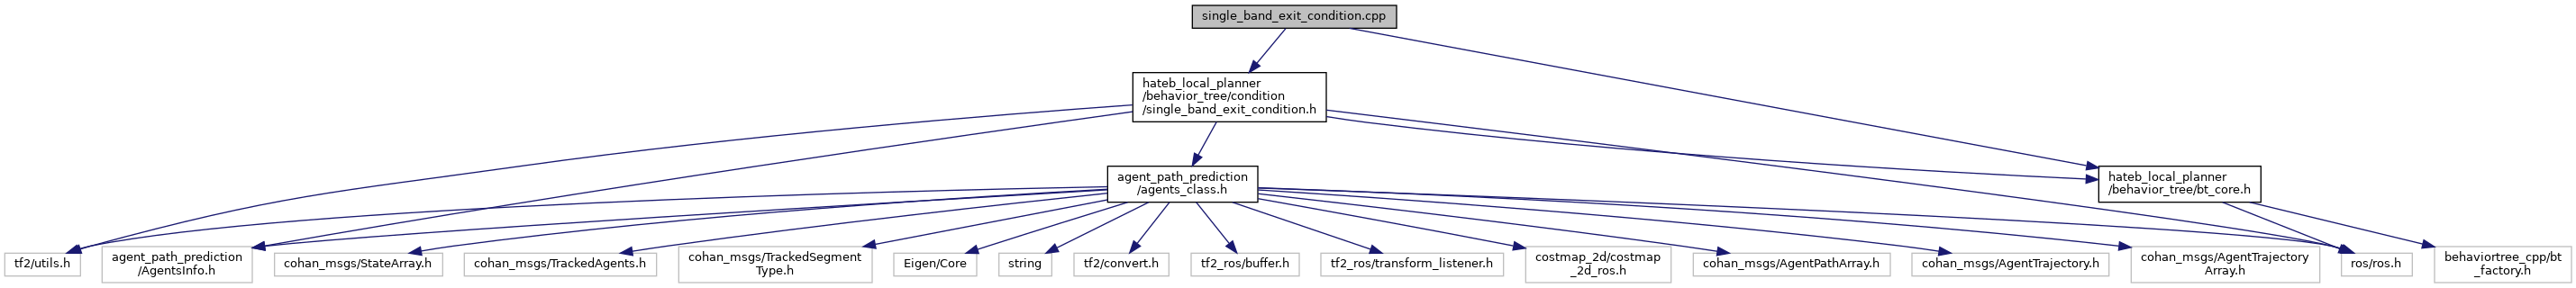 single_band_exit_condition.cpp
hateb_local_planner
/behavior_tree/condition
/single_band_exit_condition.h
agent_path_prediction
/agents_class.h
hateb_local_planner
/behavior_tree/bt_core.h
tf2/utils.h
agent_path_prediction
/AgentsInfo.h
cohan_msgs/StateArray.h
cohan_msgs/TrackedAgents.h
cohan_msgs/TrackedSegment
Type.h
Eigen/Core
string
tf2/convert.h
tf2_ros/buffer.h
tf2_ros/transform_listener.h
costmap_2d/costmap
_2d_ros.h
cohan_msgs/AgentPathArray.h
cohan_msgs/AgentTrajectory.h
cohan_msgs/AgentTrajectory
Array.h
ros/ros.h
behaviortree_cpp/bt
_factory.h